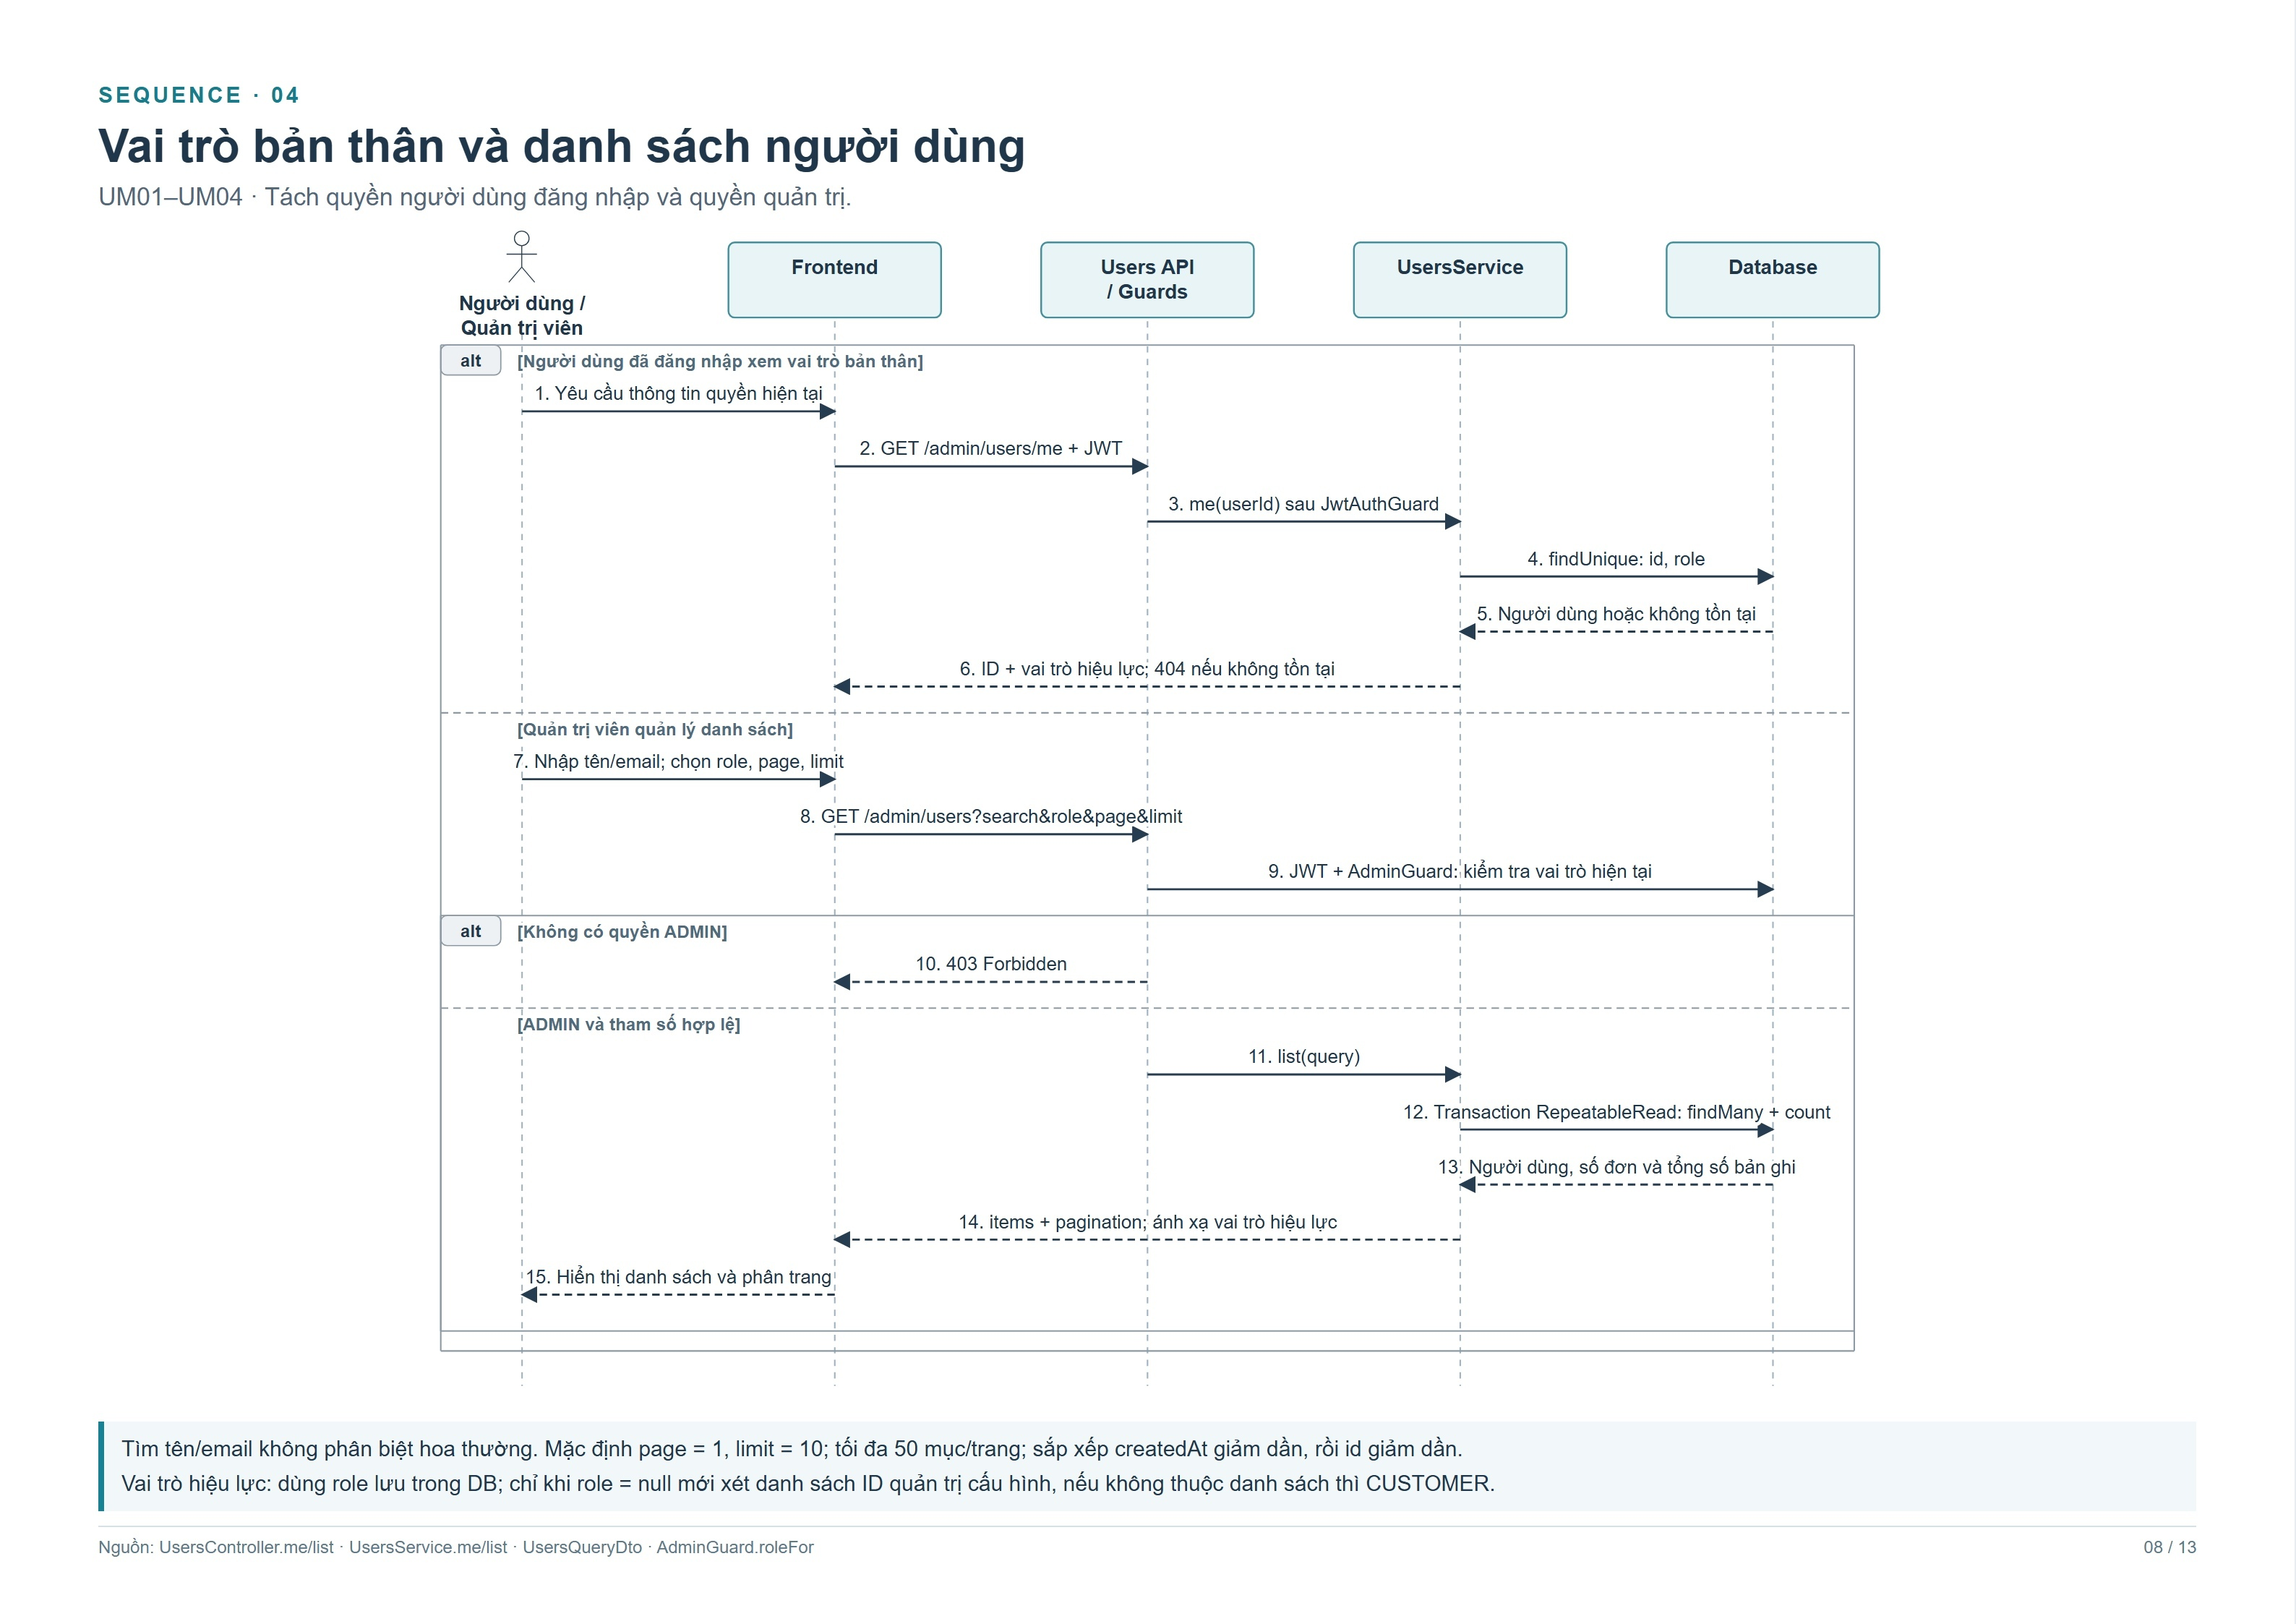 SEQUENCE · 04
Vai trò bản thân và danh sách người dùng
UM01–UM04 · Tách quyền người dùng đăng nhập và quyền quản trị.
Người dùng /
Quản trị viên
Frontend
Users API
/ Guards
UsersService
Database
alt
[Người dùng đã đăng nhập xem vai trò bản thân]
1. Yêu cầu thông tin quyền hiện tại
2. GET /admin/users/me + JWT
3. me(userId) sau JwtAuthGuard
4. findUnique: id, role
5. Người dùng hoặc không tồn tại
6. ID + vai trò hiệu lực; 404 nếu không tồn tại
[Quản trị viên quản lý danh sách]
7. Nhập tên/email; chọn role, page, limit
8. GET /admin/users?search&role&page&limit
9. JWT + AdminGuard: kiểm tra vai trò hiện tại
alt
[Không có quyền ADMIN]
10. 403 Forbidden
[ADMIN và tham số hợp lệ]
11. list(query)
12. Transaction RepeatableRead: findMany + count
13. Người dùng, số đơn và tổng số bản ghi
14. items + pagination; ánh xạ vai trò hiệu lực
15. Hiển thị danh sách và phân trang
Tìm tên/email không phân biệt hoa thường. Mặc định page = 1, limit = 10; tối đa 50 mục/trang; sắp xếp createdAt giảm dần, rồi id giảm dần.
Vai trò hiệu lực: dùng role lưu trong DB; chỉ khi role = null mới xét danh sách ID quản trị cấu hình, nếu không thuộc danh sách thì CUSTOMER.
Nguồn: UsersController.me/list · UsersService.me/list · UsersQueryDto · AdminGuard.roleFor
08 / 13